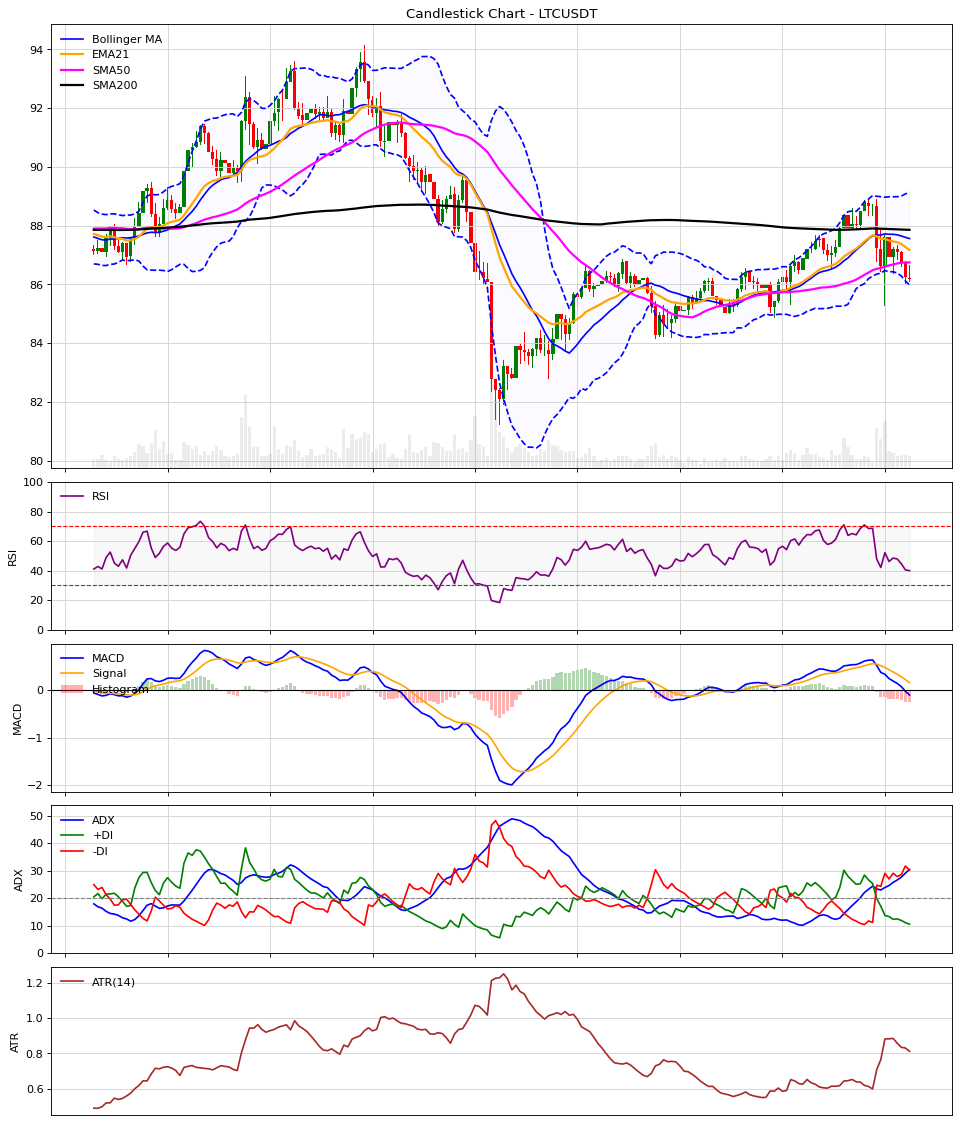 Candlestick Chart - LTCUSDT
Bollinger MA
EMA21
SMA50
SMA200
94
92
90
88
86
84
82
80
RSI
100
80
60
40
20
0
RSI
MACD
Signal
Histogram
0
−1
−2
MACD
ADX
+DI
-DI
50
40
30
20
10
0
ADX
ATR(14)
1.2
1.0
0.8
0.6
ATR